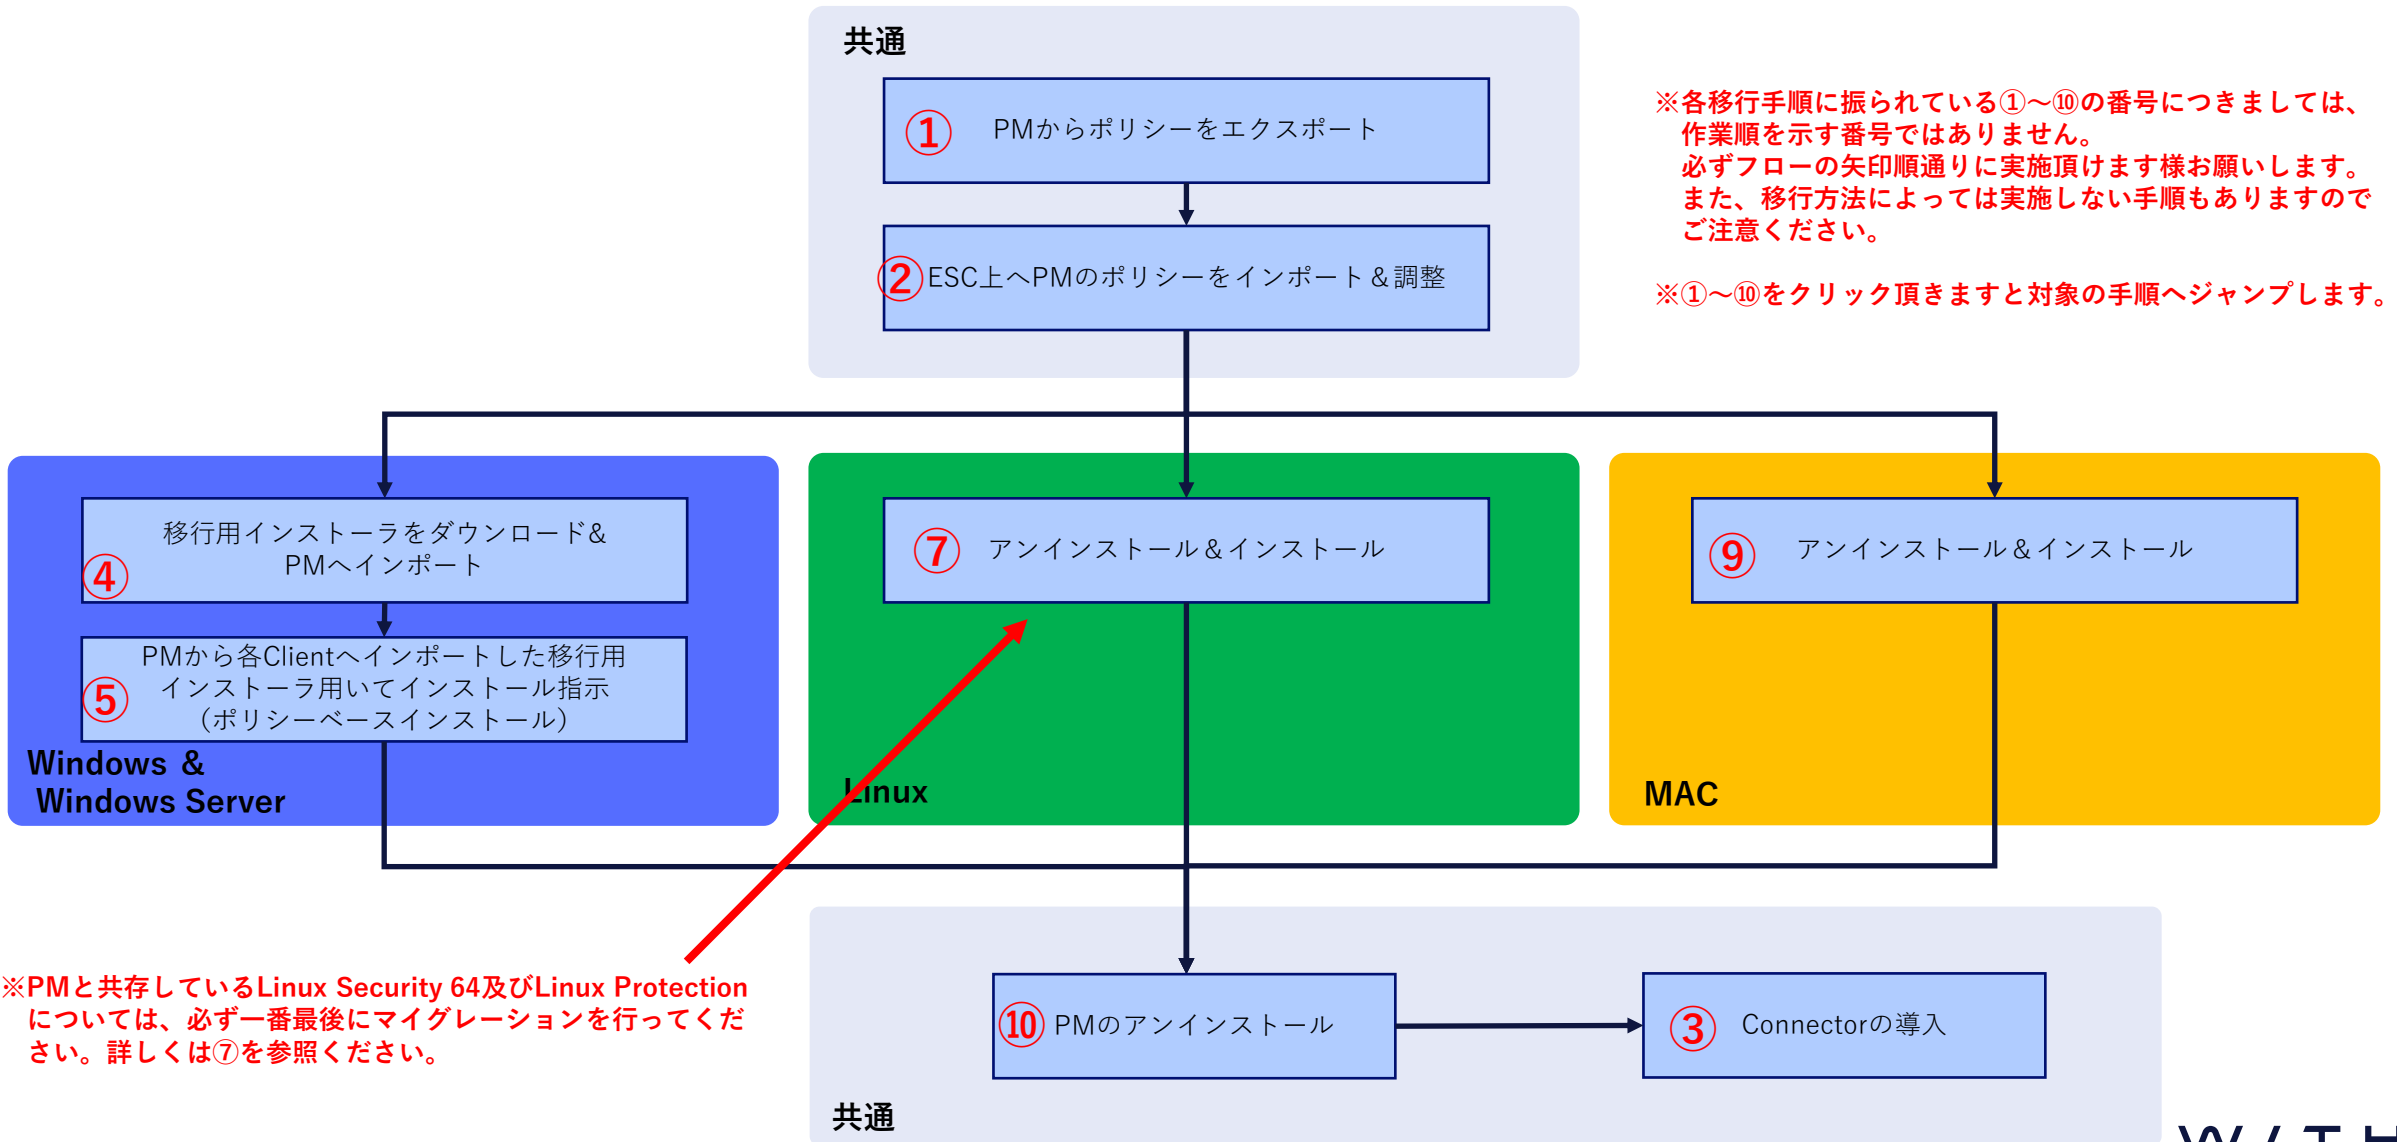 共通
① PMからポリシーをエクスポート
② ESC上へPMのポリシーをインポート＆調整
※各移行手順に振られている①～⑩の番号につきましては、
作業順を示す番号ではありません。
必ずフローの矢印順通りに実施頂けます様お願いします。
また、移行方法によっては実施しない手順もありますので
ご注意ください。
※①～⑩をクリック頂きますと対象の手順へジャンプします。
④
移行用インストーラをダウンロード&
PMへインポート
⑤
PMから各Clientへインポートした移行用
インストーラ用いてインストール指示
（ポリシーベースインストール）
Windows ＆
Windows Server
⑦ アンインストール＆インストール
Linux
⑨ アンインストール＆インストール
MAC
※PMと共存しているLinux Security 64及びLinux Protection
については、必ず一番最後にマイグレーションを行ってくだ
さい。詳しくは⑦を参照ください。
⑩ PMのアンインストール
③ Connectorの導入
共通